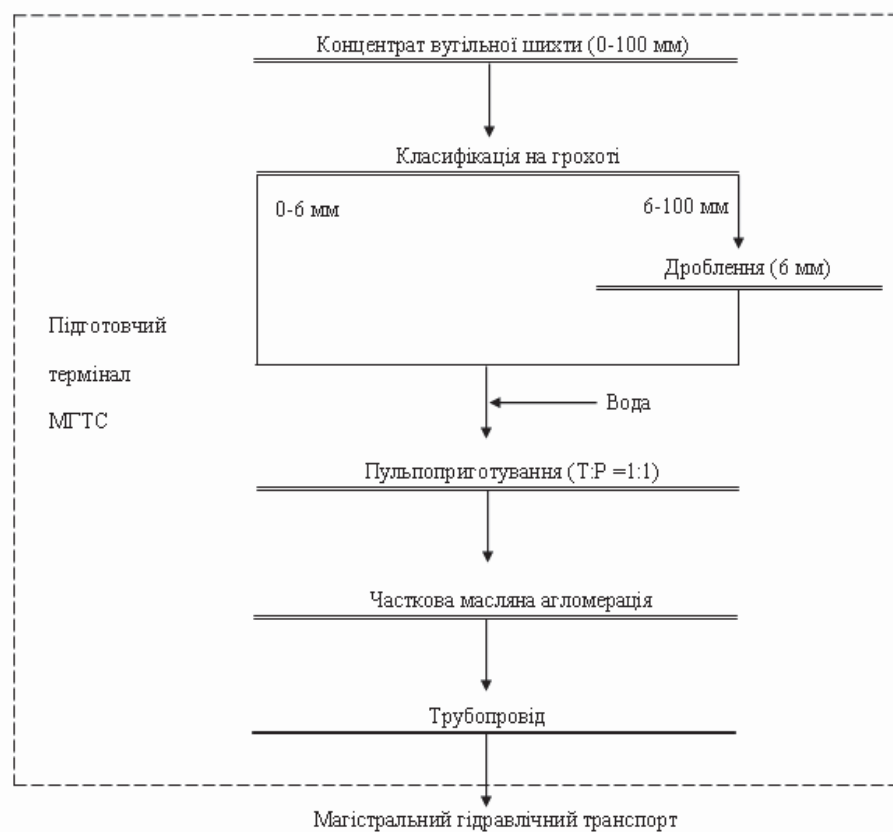 Концентрат вугільної шихти (0-100 мм)
Класифікація на грохоті
0-6 мм
6-100 мм
Дроблення (6 мм)
Підготовчий
термінал
МГТС
Вода
Пульпоприготування (Т:Р =1:1)
Часткова масляна агломерація
Трубопровід
Магістральний гідравлічний транспорт